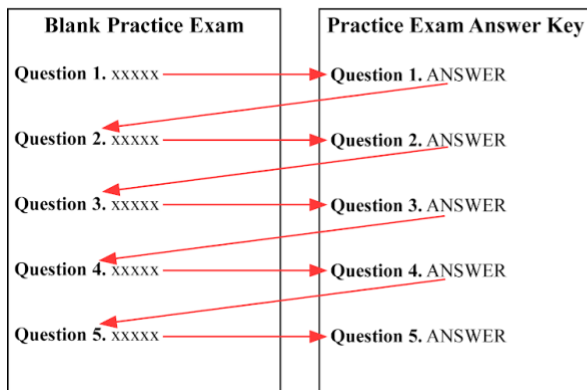 Blank Practice Exam
Question 1. xxxxx
Question 2. xxxxx
Question 3. xxxxx
Question 4. xxxxx
Question 5. xxxxx
Practice Exam Answer Key
Question 1. ANSWER
Question 2. ANSWER
Question 3. ANSWER
Question 4. ANSWER
Question 5. ANSWER